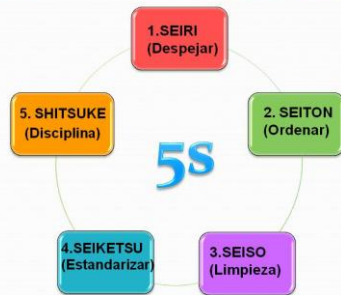 1.SEIRI
(Despejar)
2. SEITON
(Ordenar)
3.SEISO
(Limpieza)
4.SEIKETSU
(Estandarizar)
5. SHITSUKE
(Disciplina)
5s